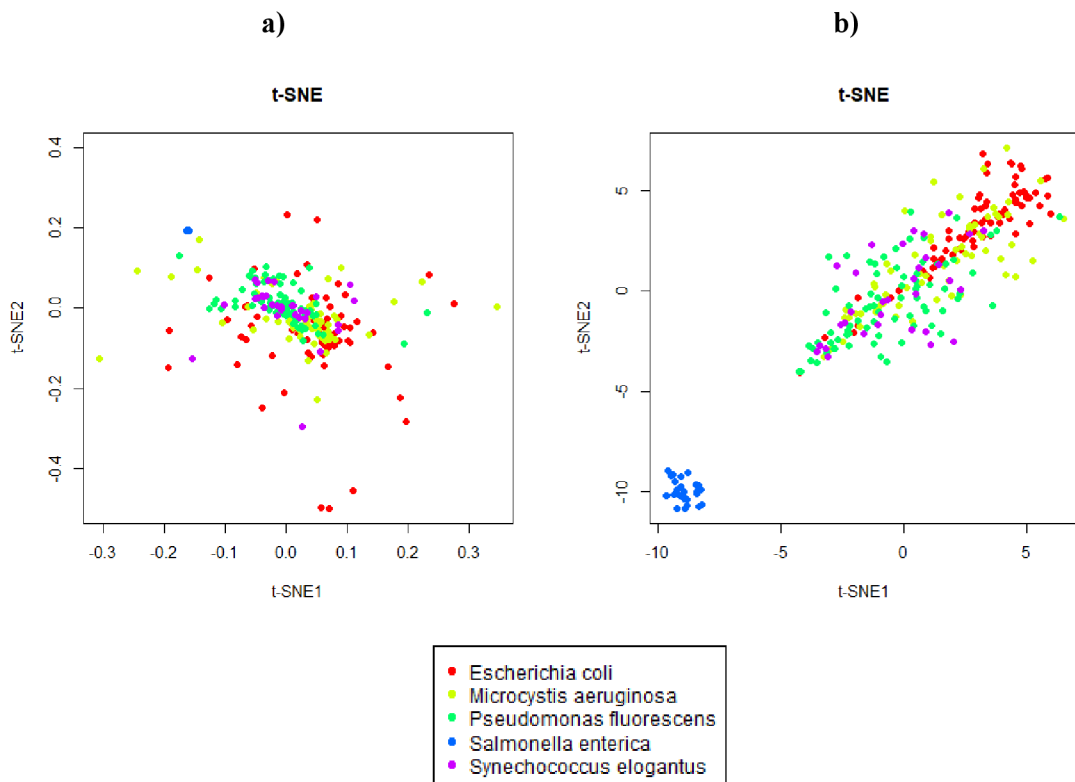 a)
b)
t-SNE
t-SNE
0.4
0.2
0.0
-0.2
-0.4
t-SNE2
-0.3
-0.2
-0.1
0.0
0.1
0.2
0.3
t-SNE1
5
0
-5
-10
t-SNE2
-10
-5
0
5
t-SNE1
Escherichia coli
Microcystis aeruginosa
Pseudomonas fluorescens
Salmonella enterica
Synechococcus elogantus